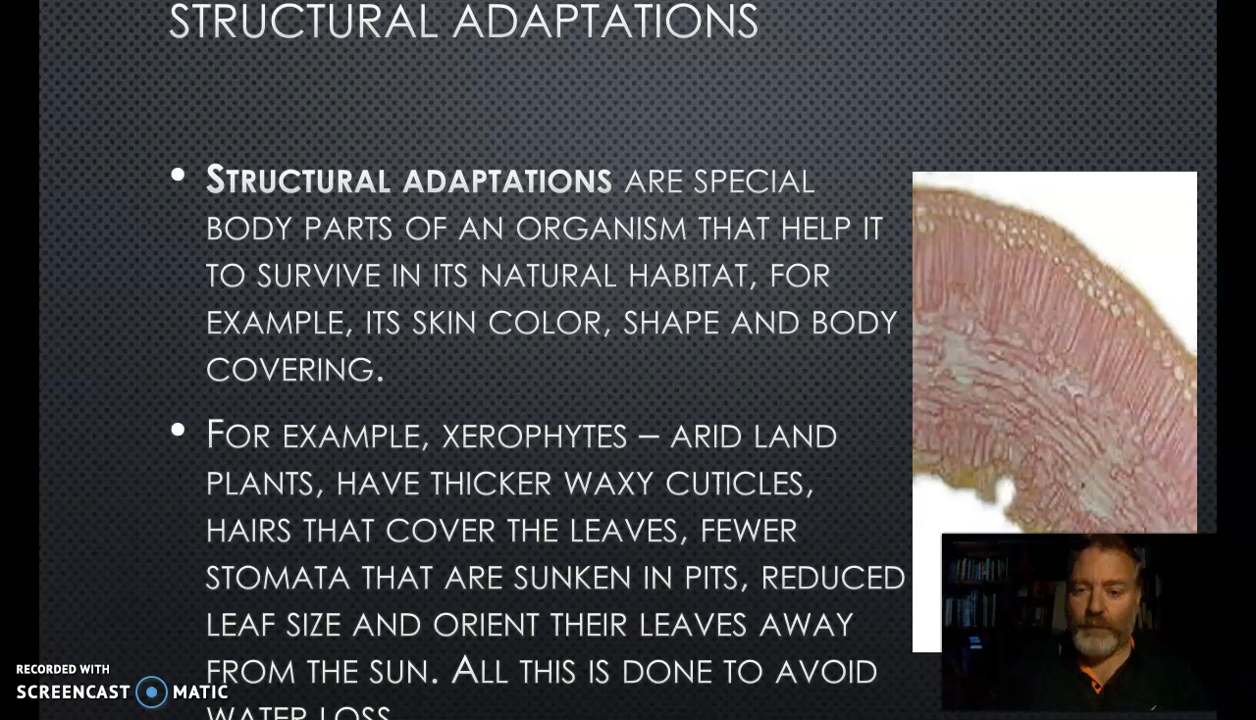 STRUCTURAL ADAPTATIONS
• STRUCTURAL ADAPTATIONS ARE SPECIAL
BODY PARTS OF AN ORGANISM THAT HELP IT
TO SURVIVE IN ITS NATURAL HABITAT, FOR
EXAMPLE, ITS SKIN COLOR, SHAPE AND BODY
COVERING.
• FOR EXAMPLE, XEROPHYTES – ARID LAND
PLANTS, HAVE THICKER WAXY CUTICLES,
HAIRS THAT COVER THE LEAVES, FEWER
STOMATA THAT ARE SUNKEN IN PITS, REDUCED
LEAF SIZE AND ORIENT THEIR LEAVES AWAY
FROM THE SUN. ALL THIS IS DONE TO AVOID
WATER LOSS
RECORDED WITH
SCREENCAST MATIC